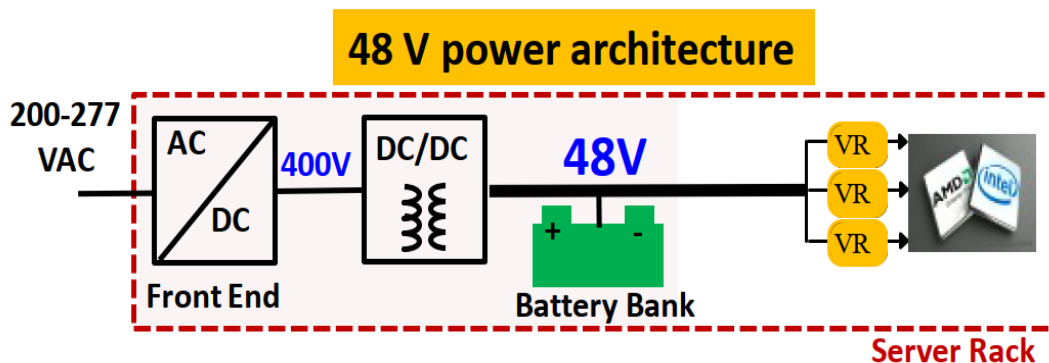 48 V power architecture
200-277
VAC
AC
DC
400V
DC/DC
48V
VR
VR
VR
AMD
intel
+
-
Front End
Battery Bank
Server Rack